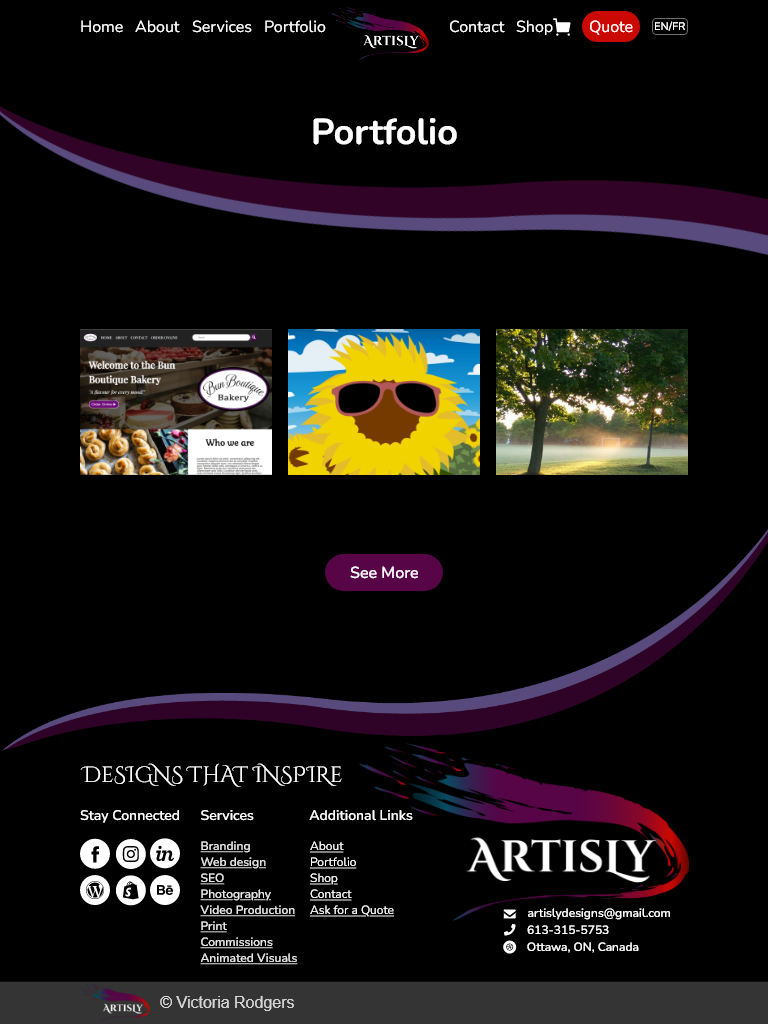 Home About Services Portfolio ARTISLY Contact Shop Quote EN/FR
Portfolio
HOME ABOUT CONTACT ORDER ONLINE
Welcome to the Bun
Boutique Bakery
"A flavour for every mood."
Order Online
Bun Boutique
Bakery
Who we are
See More
DESIGNS THAT INSPIRE
Stay Connected
Services
Branding
Web design
SEO
Photography
Video Production
Print
Commissions
Animated Visuals
Additional Links
About
Portfolio
Shop
Contact
Ask for a Quote
ARTISLY
artislydesigns@gmail.com
613-315-5753
Ottawa, ON, Canada
ARTISLY © Victoria Rodgers